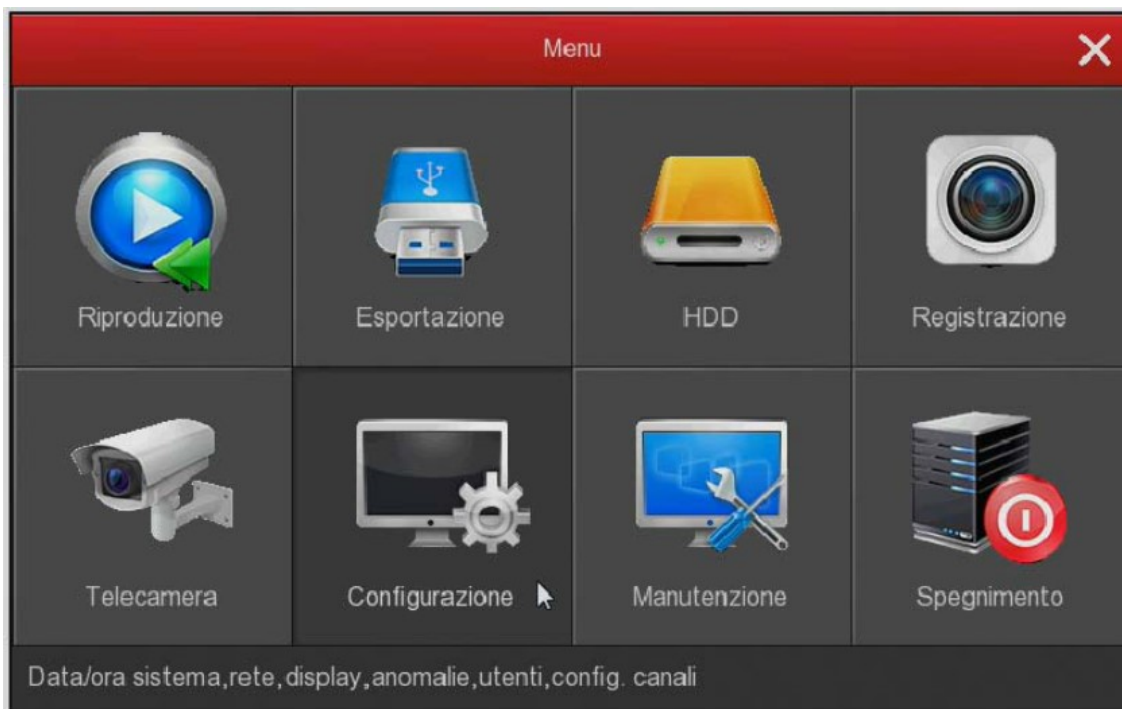 Menu
Riproduzione
Esportazione
HDD
Registrazione
Telecamera
Configurazione
Manutenzione
Spegnimento
Data/ora sistema,rete,display,anomalie,utenti,config. canali